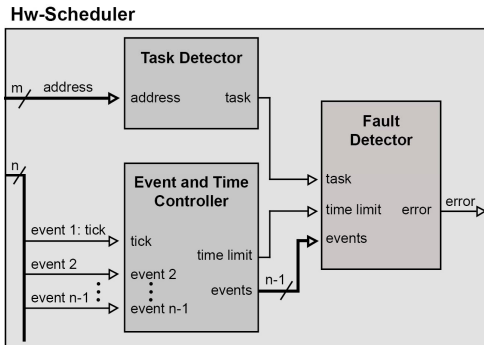 Hw-Scheduler
Task Detector
m
address
address
task
Fault
Detector
n
Event and Time
Controller
task
event 1: tick
tick
time limit
error
error
time limit
events
event 2
event 2
n-1
events
event n-1
event n-1